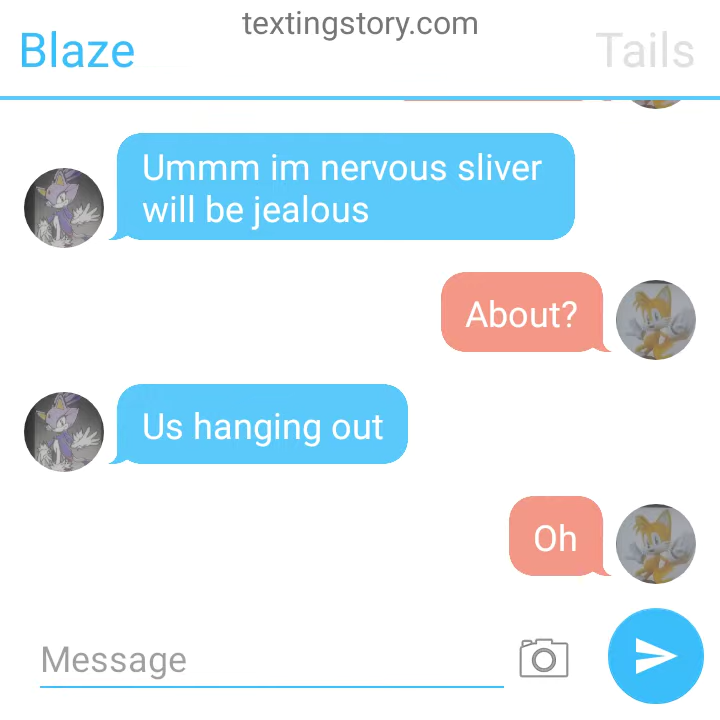 textingstory.com
Blaze
Tails
Ummm im nervous sliver
will be jealous
About?
Us hanging out
Oh
Message